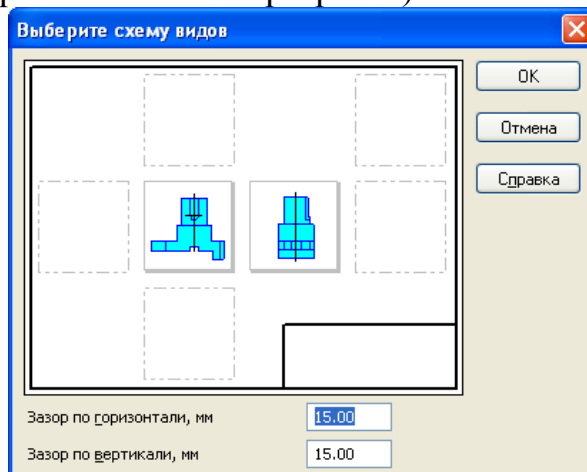 Выберите схему видов
OK
Отмена
Справка
Зазор по горизонтали, мм 15.00
Зазор по вертикали, мм 15.00